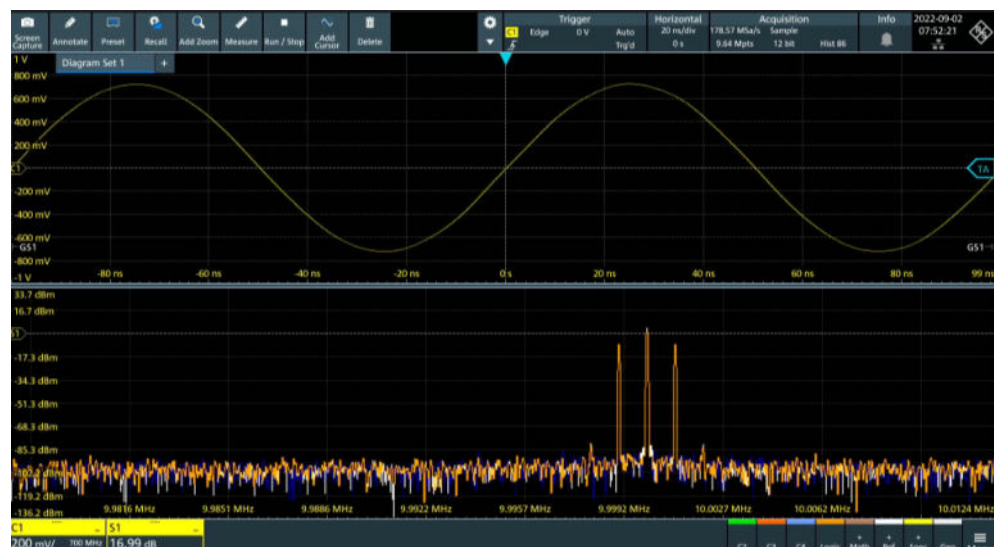 Trigger Horizontal Acquisition Info 2022-09-02
C1 Edge 0 V Auto 20 ns/div 178.57 MSa/s Sample 07:52:21
Screen Capture Annotate Preset Recall Add Zoom Measure Run / Stop Add Cursor Delete
Trig'd 0 s 9.64 Mpts 12 bit Hist 86
1 V Diagram Set 1 +
800 mV
600 mV
400 mV
200 mV
C1 TA
-200 mV
-400 mV
-600 mV
GS1 GS1
-800 mV
-1 V -80 ns -60 ns -40 ns -20 ns 0 s 20 ns 40 ns 60 ns 80 ns 99 ns
33.7 dBm
16.7 dBm
S1
-17.3 dBm
-34.3 dBm
-51.3 dBm
-68.3 dBm
-85.3 dBm
-102.2 dBm
-119.2 dBm
-136.2 dBm 9.9816 MHz 9.9851 MHz 9.9886 MHz 9.9922 MHz 9.9957 MHz 9.9992 MHz 10.0027 MHz 10.0062 MHz 10.0124 MHz
C1 S1
200 mV/ 700 MHz 16.99 dB